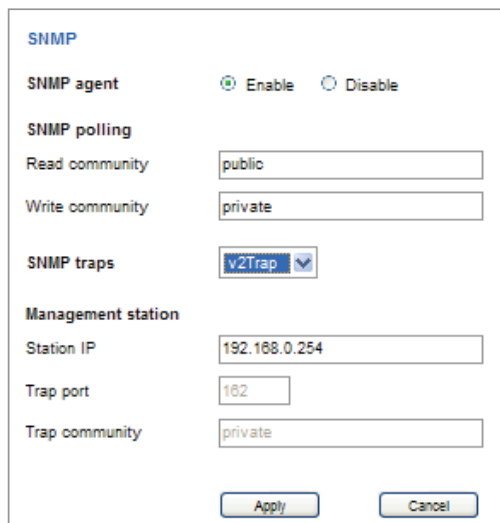 SNMP
SNMP agent Enable Disable
SNMP polling
Read community public
Write community private
SNMP traps v2Trap
Management station
Station IP 192.168.0.254
Trap port 162
Trap community private
Apply Cancel